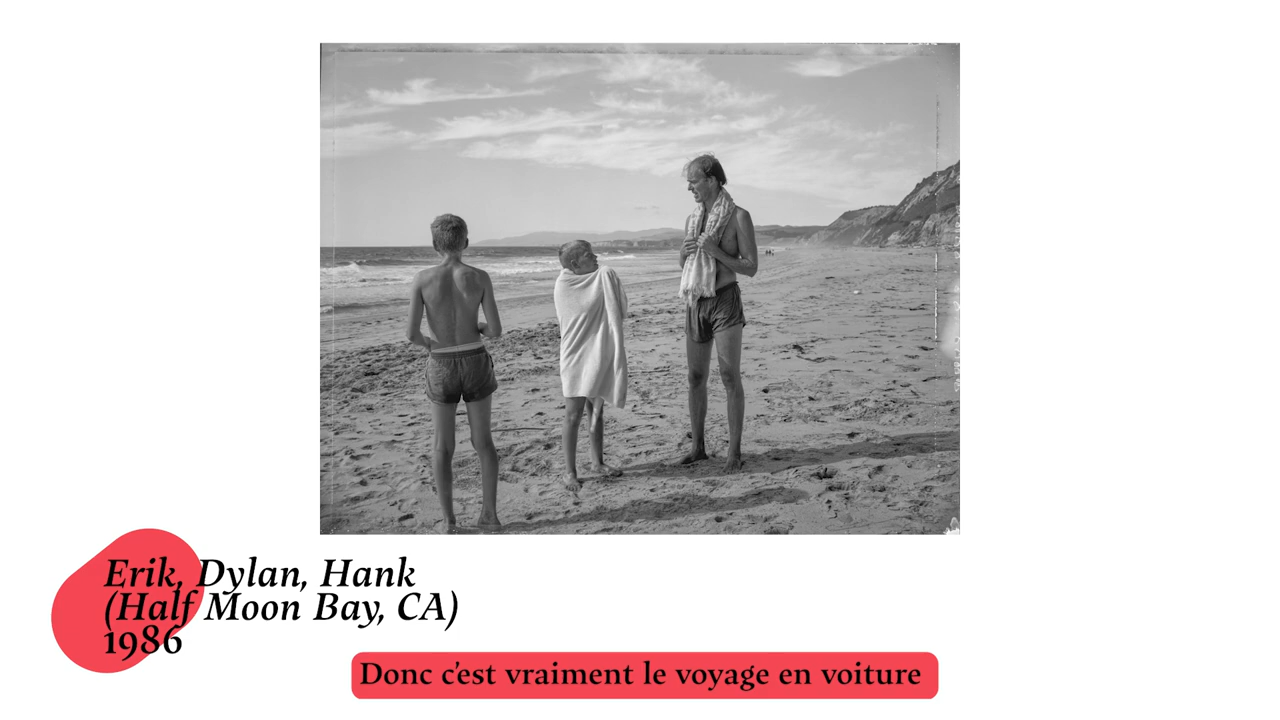 Erik, Dylan, Hank
(Half Moon Bay, CA)
1986
Donc c'est vraiment le voyage en voiture